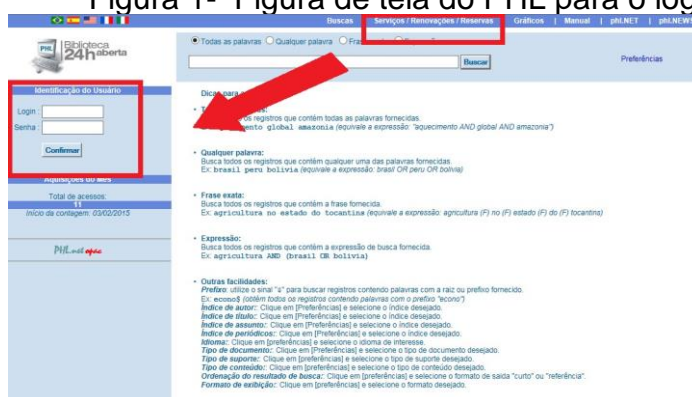 Figura 1- Figura de tela do PHL para o log
Buscas | Serviços / Renovações / Reservas Gráficos | Manual | phl.NET | phl.NEWS
PHL Biblioteca
24h aberta
Todas as palavras Qualquer palavra Fras
Buscar
Preferências
Identificação do Usuário
Login :
Senha :
Confirmar
Aquisições do Mês
Total de acessos:
11
Início da contagem: 03/02/2015
PHL.net opac
Dicas para
os registros que contém todas as palavras fornecidas.
global amazonia (equivale a expressão: "aquecimento AND global AND amazonia")
• Qualquer palavra:
Busca todos os registros que contém qualquer uma das palavras fornecidas.
Ex: brasil peru bolivia (equivale a expressão: brasil OR peru OR bolivia)
• Frase exata:
Busca todos os registros que contém a frase fornecida.
Ex: agricultura no estado do tocantins (equivale a expressão: agricultura (F) no (F) estado (F) do (F) tocantins)
• Expressão:
Busca todos os registros que contém a expressão de busca fornecida.
Ex: agricultura AND (brasil OR bolivia)
• Outras facilidades:
Prefixo: utilize o sinal "$" para buscar registros contendo palavras com a raiz ou prefixo fornecido.
Ex: econo$ (obtém todos os registros contendo palavras com o prefixo "econo")
Índice de autor:: Clique em [Preferências] e selecione o índice desejado.
Índice de título:: Clique em [Preferências] e selecione o índice desejado.
Índice de assunto:: Clique em [Preferências] e selecione o índice desejado.
Índice de periódicos:: Clique em [Preferências] e selecione o índice desejado.
Idioma:: Clique em [preferências] e selecione o idioma de interesse.
Tipo de documento:: Clique em [Preferências] e selecione o tipo de documento desejado.
Tipo de suporte:: Clique em [preferências] e selecione o tipo de suporte desejado.
Tipo de conteúdo:: Clique em [preferências] e selecione o tipo de conteúdo desejado.
Ordenação do resultado de busca:: Clique em [preferências] e selecione o formato de saída "curto" ou "referência".
Formato de exibição:: Clique em [preferências] e selecione o formato desejado.